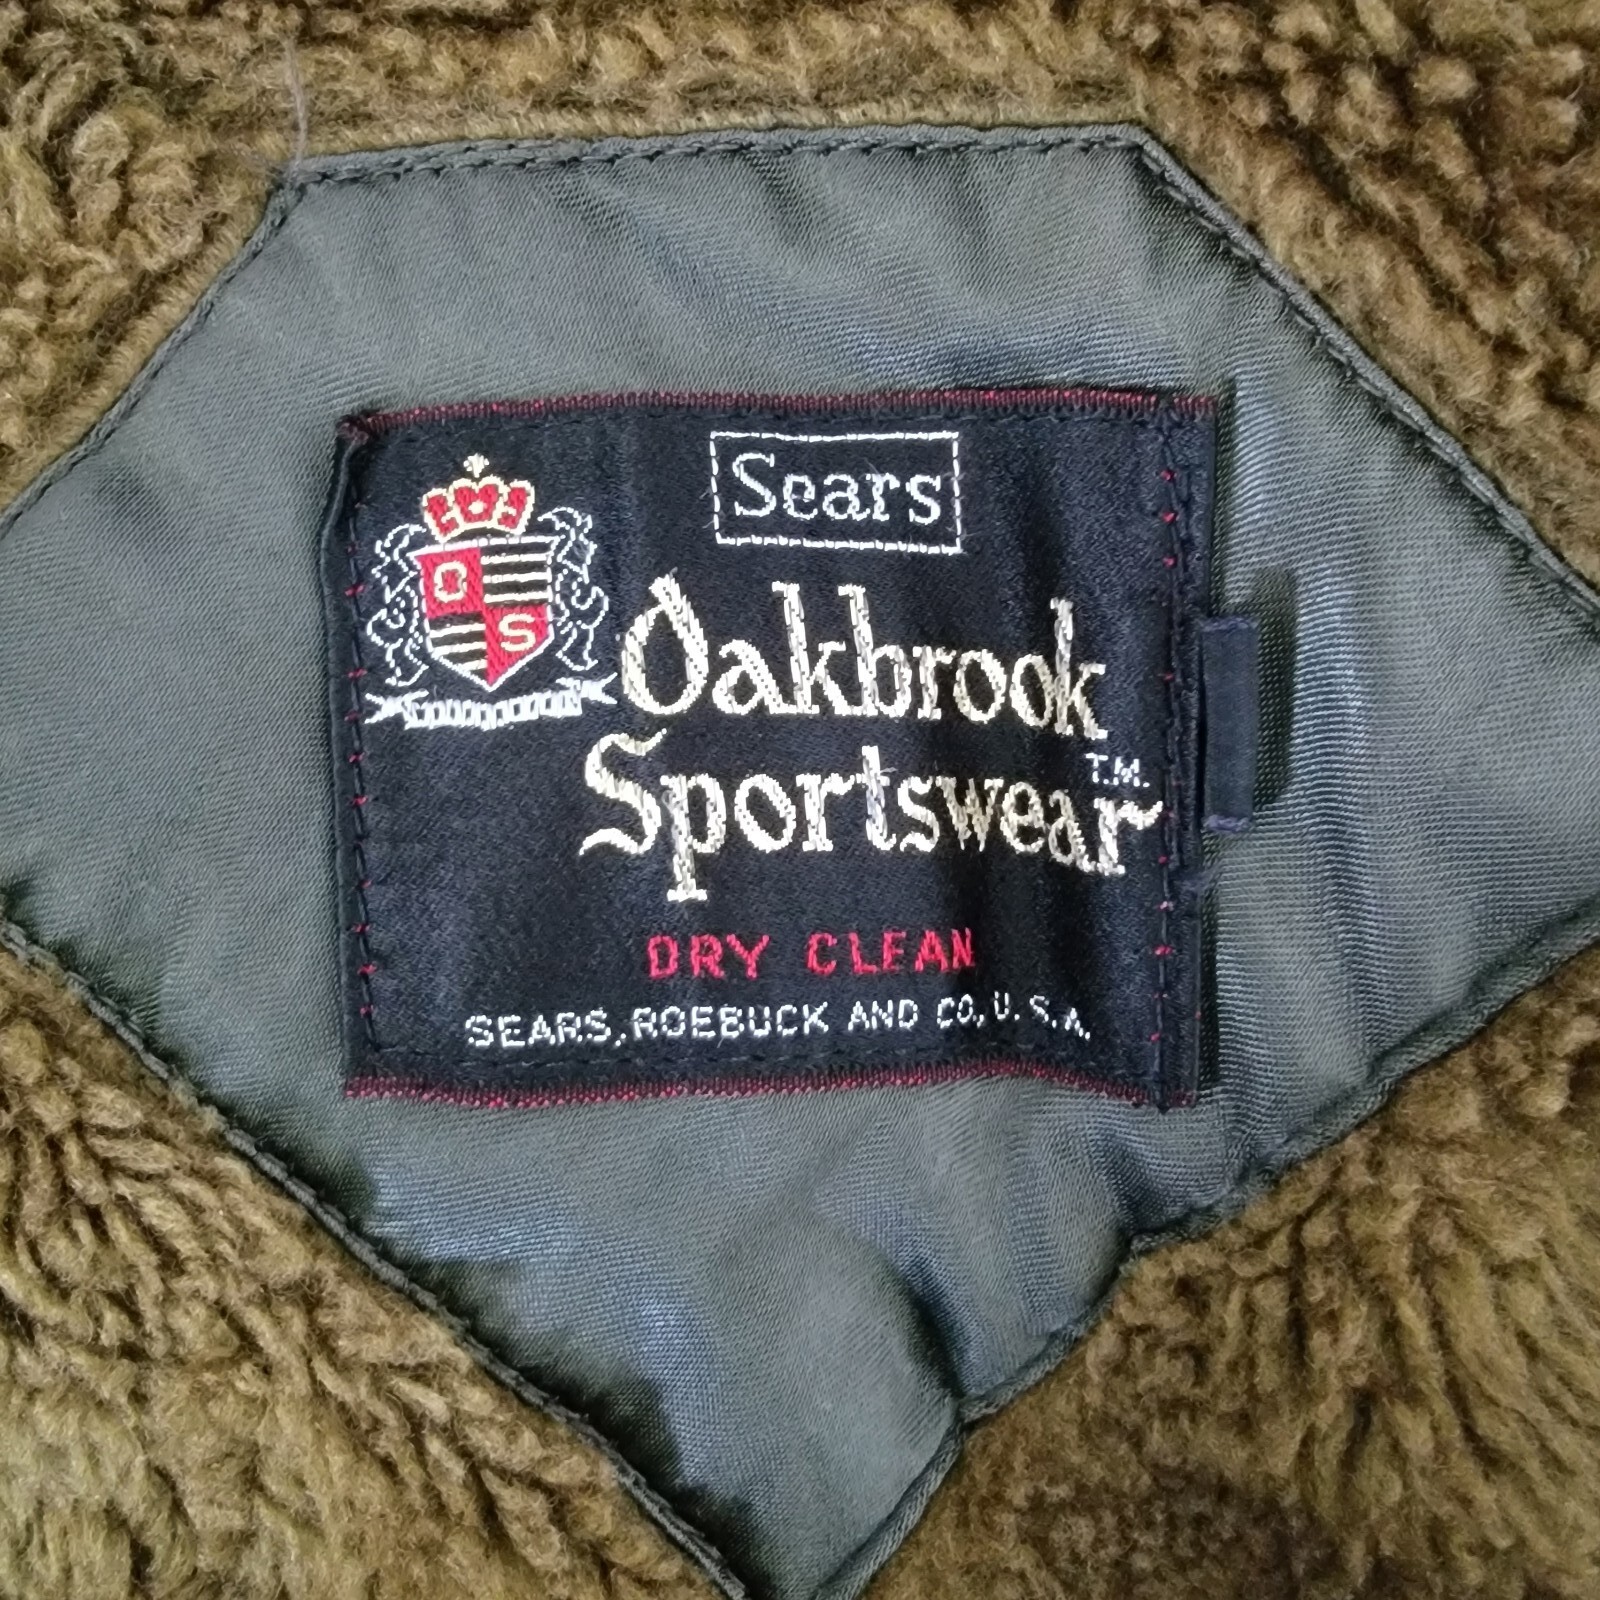 Sears
O
S
Oakbrook
Sportswear T.M.
DRY CLEAN
SEARS, ROEBUCK AND CO, U.S.A.